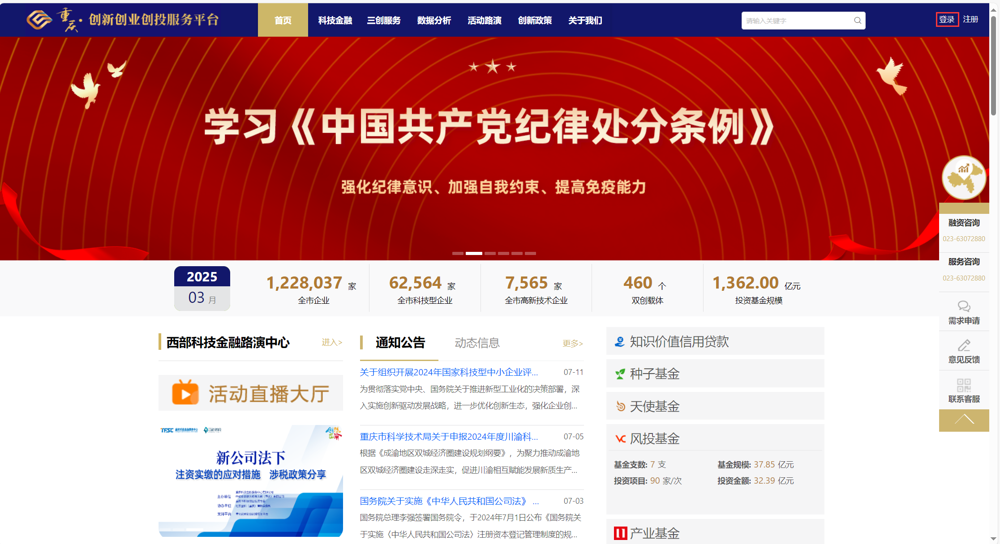 重庆·创新创业创投服务平台
首页 科技金融 三创服务 数据分析 活动路演 创新政策 关于我们
请输入关键字
登录 注册
学习《中国共产党纪律处分条例》
强化纪律意识、加强自我约束、提高免疫能力
融资咨询
023-63072880
服务咨询
023-63072880
需求申请
意见反馈
联系客服
2025
03 月
1,228,037 家
全市企业
62,564 家
全市科技型企业
7,565 家
全市高新技术企业
460 个
双创载体
1,362.00 亿元
投资基金规模
西部科技金融路演中心 进入>
活动直播大厅
TFSC 重庆科技金融服务中心
新公司法下
注资实缴的应对措施 涉税政策分享
主办单位
协办单位
支持平台
通知公告 动态信息 更多>
关于组织开展2024年国家科技型中小企业评... 07-11
为贯彻落实党中央、国务院关于推进新型工业化的决策部署，深
入实施创新驱动发展战略，进一步优化创新生态，强化企业创...
重庆市科学技术局关于申报2024年度川渝科... 07-05
根据《成渝地区双城经济圈建设规划纲要》，为聚力推动成渝地
区双城经济圈建设走深走实，促进川渝相互赋能发展新质生产...
国务院关于实施《中华人民共和国公司法》 ... 07-03
国务院总理李强签署国务院令，于2024年7月1日公布《国务院关
于实施〈中华人民共和国公司法〉注册资本登记管理制度的规...
知识价值信用贷款
种子基金
天使基金
风投基金
基金支数: 7 支 基金规模: 37.85 亿元
投资项目: 90 家/次 投资金额: 32.39 亿元
产业基金